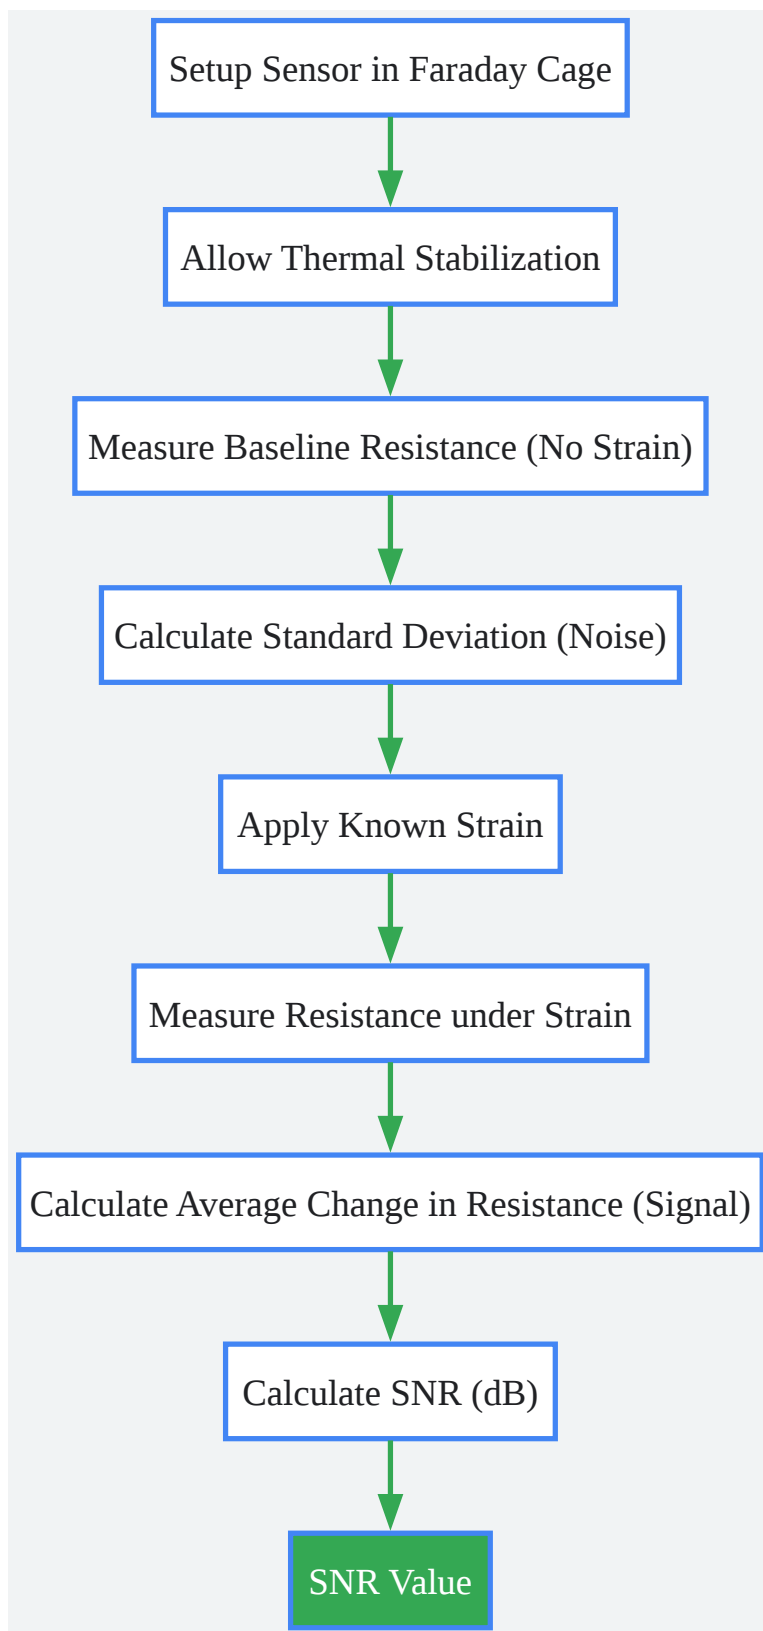 Setup Sensor in Faraday Cage
Allow Thermal Stabilization
Measure Baseline Resistance (No Strain)
Calculate Standard Deviation (Noise)
Apply Known Strain
Measure Resistance under Strain
Calculate Average Change in Resistance (Signal)
Calculate SNR (dB)
SNR Value